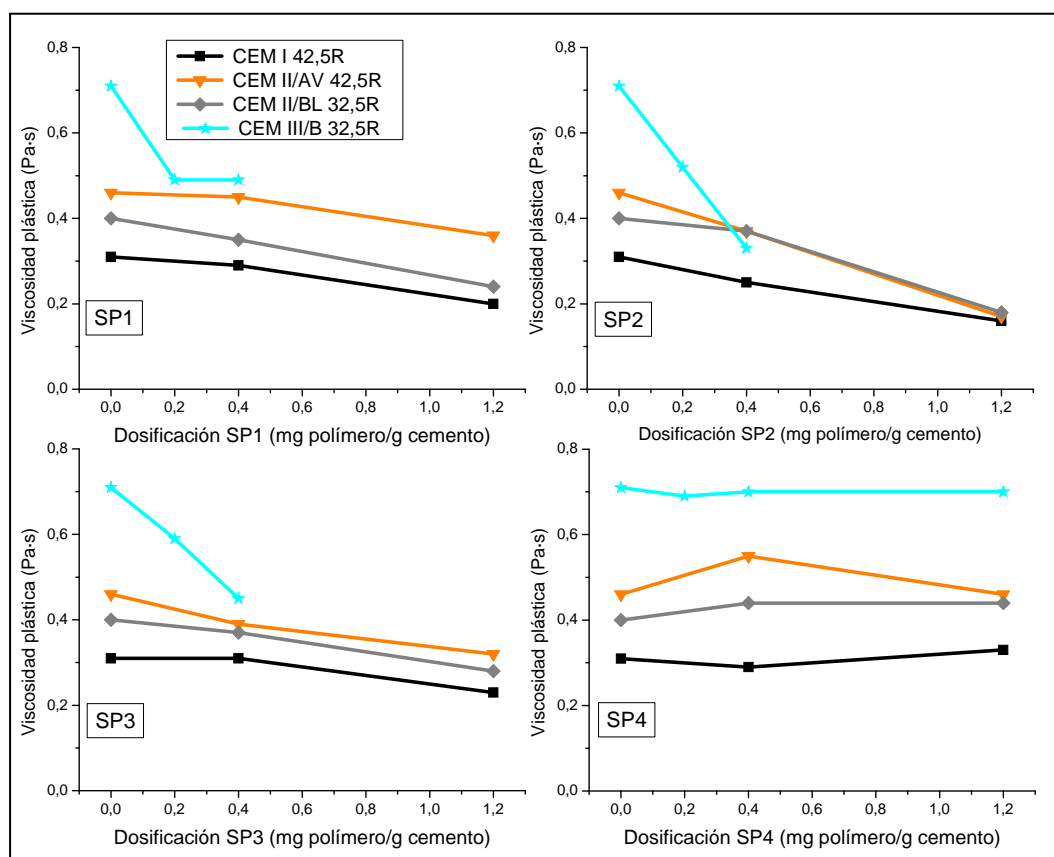 0,8
0,6
0,4
0,2
0,0
Viscosidad plástica (Pa·s)
CEM I 42,5R
CEM II/AV 42,5R
CEM II/BL 32,5R
CEM III/B 32,5R
SP1
0,0 0,2 0,4 0,6 0,8 1,0 1,2
Dosificación SP1 (mg polímero/g cemento)
0,8
0,6
0,4
0,2
0,0
Viscosidad plástica (Pa·s)
SP2
0,0 0,2 0,4 0,6 0,8 1,0 1,2
Dosificación SP2 (mg polímero/g cemento)
0,8
0,6
0,4
0,2
0,0
Viscosidad plástica (Pa·s)
SP3
0,0 0,2 0,4 0,6 0,8 1,0 1,2
Dosificación SP3 (mg polímero/g cemento)
0,8
0,6
0,4
0,2
0,0
Viscosidad plástica (Pa·s)
SP4
0,0 0,2 0,4 0,6 0,8 1,0 1,2
Dosificación SP4 (mg polímero/g cemento)